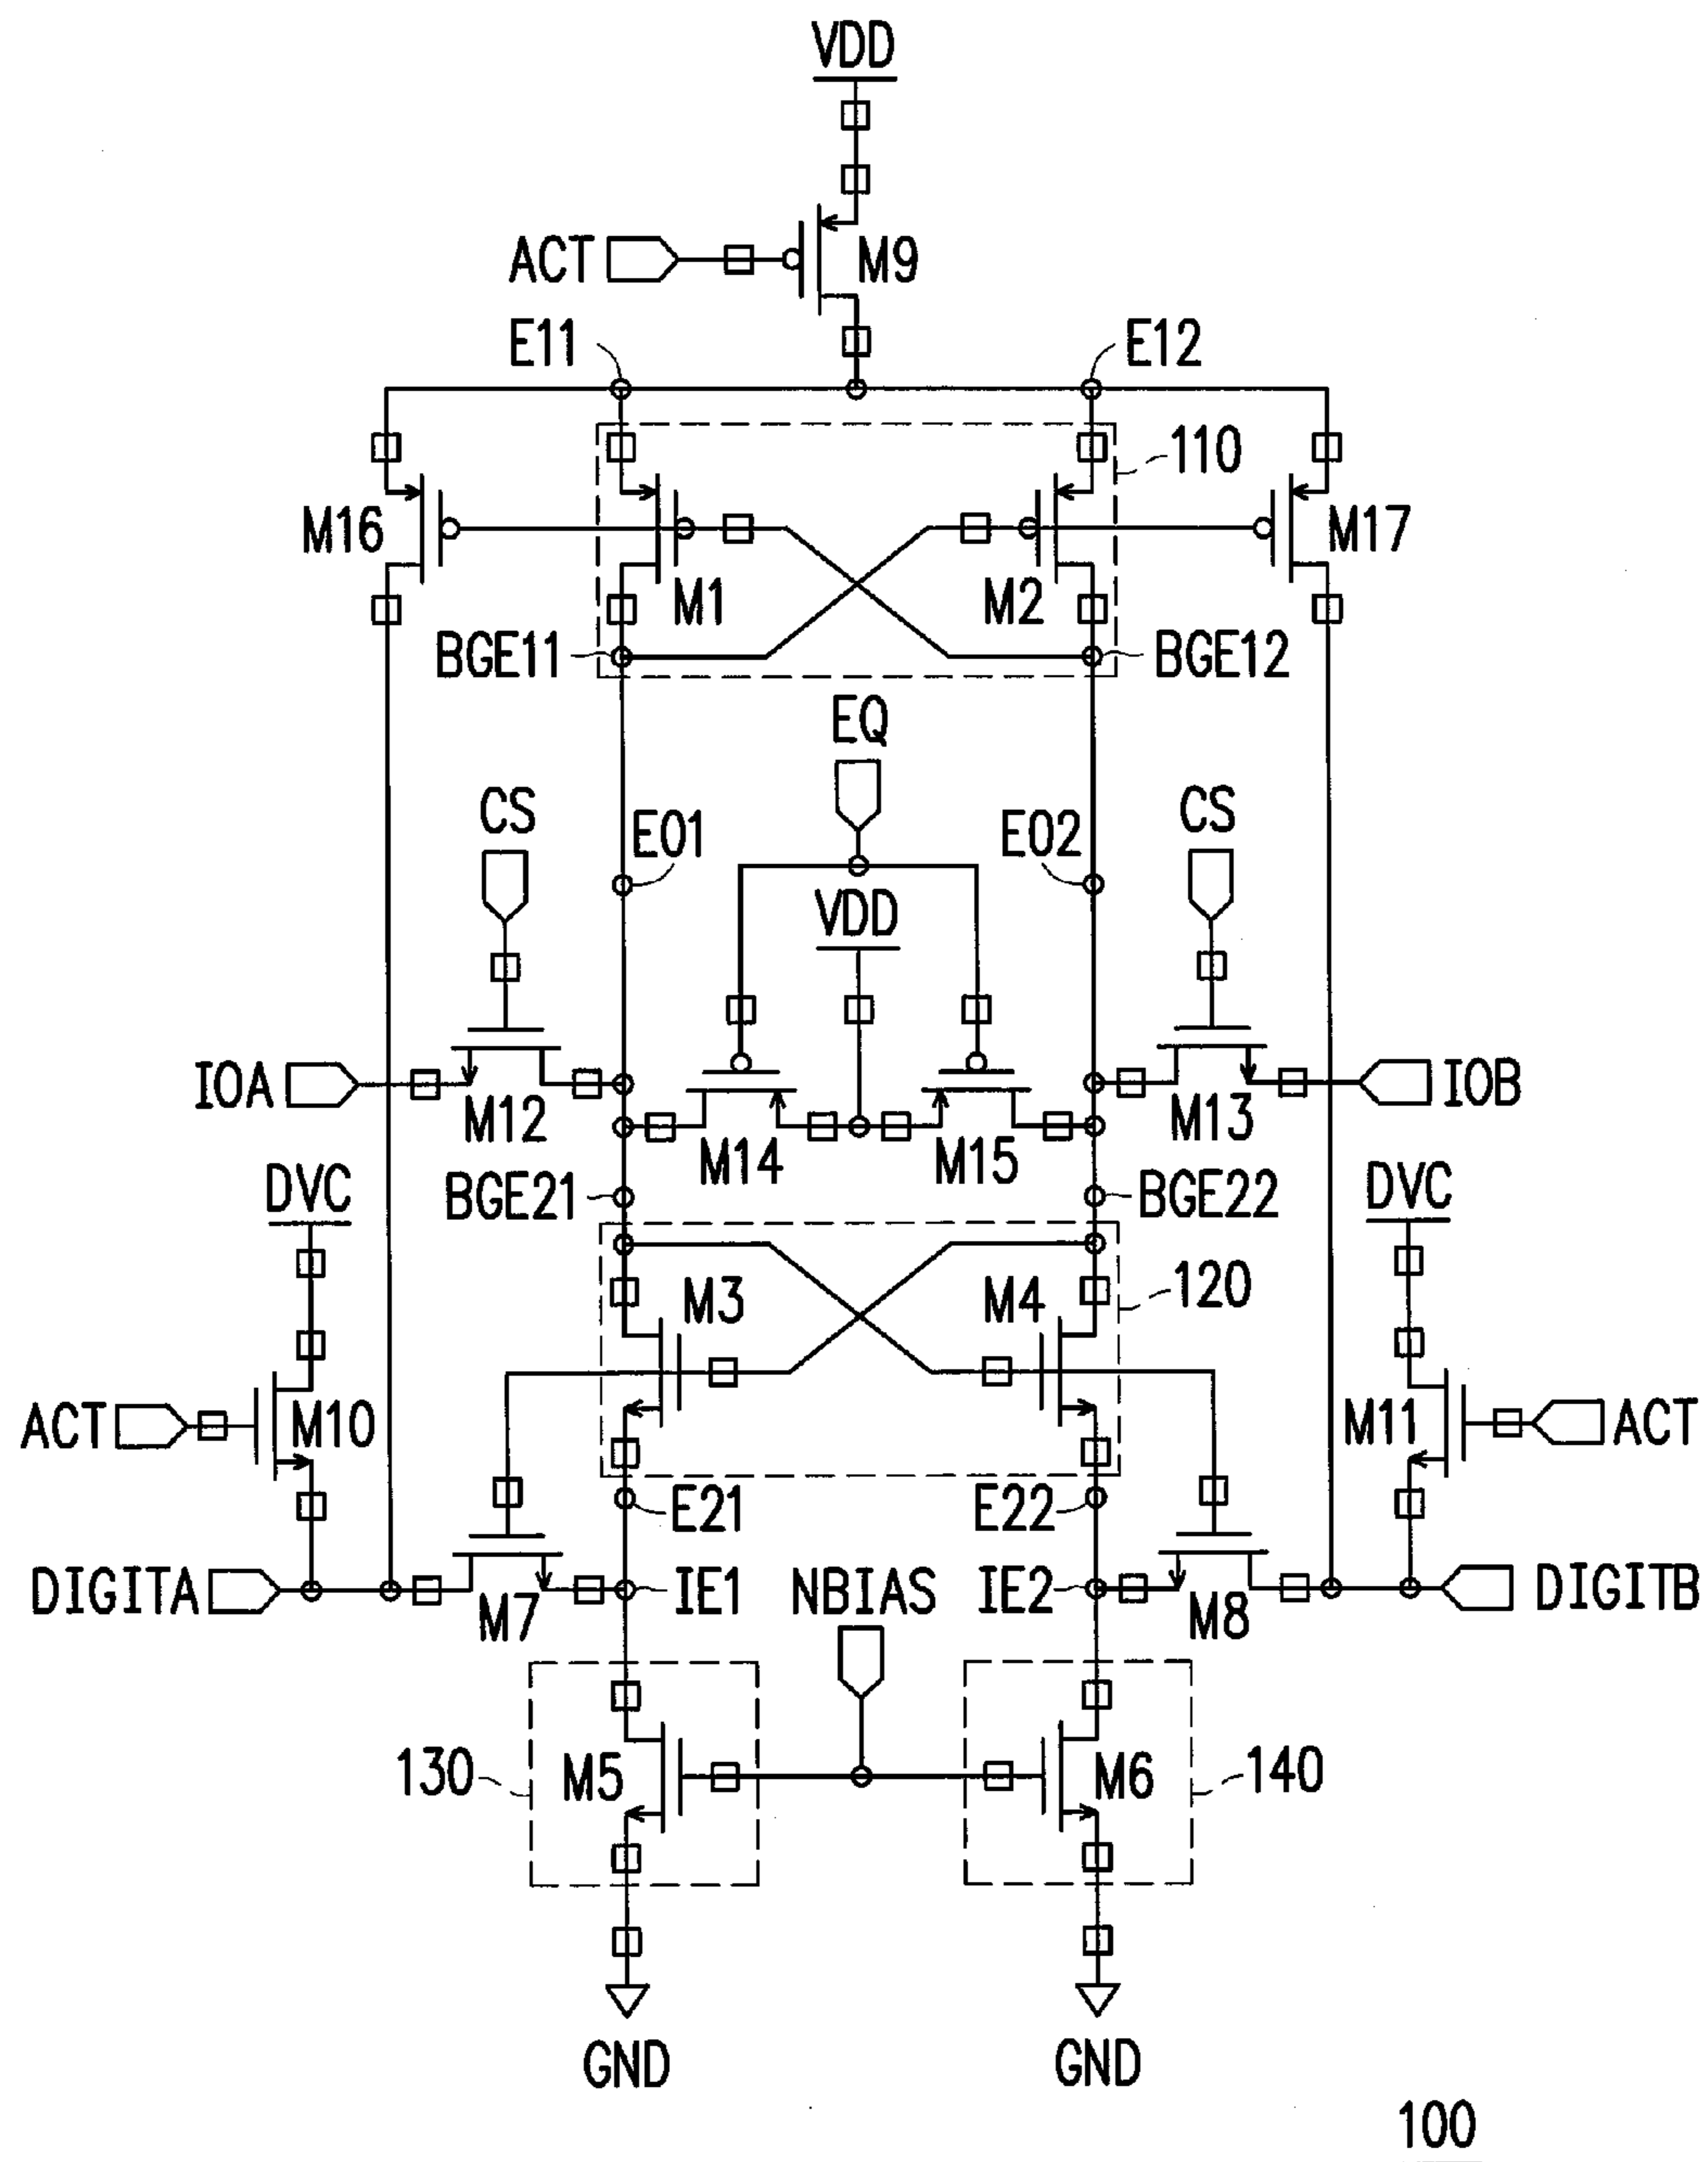 VDD
ACT
M9
E11
E12
110
M16
M1
M2
M17
BGE11
BGE12
EQ
CS
CS
EO1
EO2
VDD
IOA
M12
M13
IOB
M14
M15
DVC
BGE21
BGE22
DVC
M3
M4
120
ACT
M10
M11
ACT
E21
E22
DIGITA
M7
IE1
NBIAS
IE2
M8
DIGITB
130
M5
M6
140
GND
GND
100